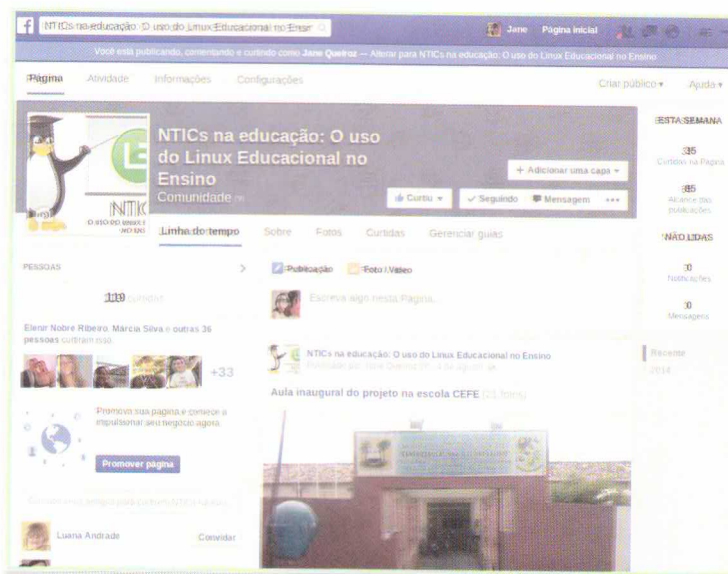 NTICs na educação: O uso do Linux Educacional no Ensir
Jane Página inicial
Você está publicando, comentando e curtindo como Jane Queiroz — Alterar para NTICs na educação: O uso do Linux Educacional no Ensino
Página Atividade Informações Configurações Criar público Ajuda
NTICs na educação: O uso
do Linux Educacional no
Ensino
Comunidade
+ Adicionar uma capa
Curtiu Seguindo Mensagem
Linha do tempo Sobre Fotos Curtidas Gerenciar guias
ESTA SEMANA
Curtidas na Página
Alcance das
publicações
NÃO LIDAS
0
Notificações
0
Mensagens
Recente
2014
PESSOAS
curtidas
Elenir Nobre Ribeiro, Márcia Silva e outras 36
pessoas curtiram isso.
+33
Promova sua página e comece a
impulsionar seu negócio agora.
Promover página
Luana Andrade Convidar
Publicação Foto / Vídeo
Escreva algo nesta Página...
NTICs na educação: O uso do Linux Educacional no Ensino
Aula inaugural do projeto na escola CEFE